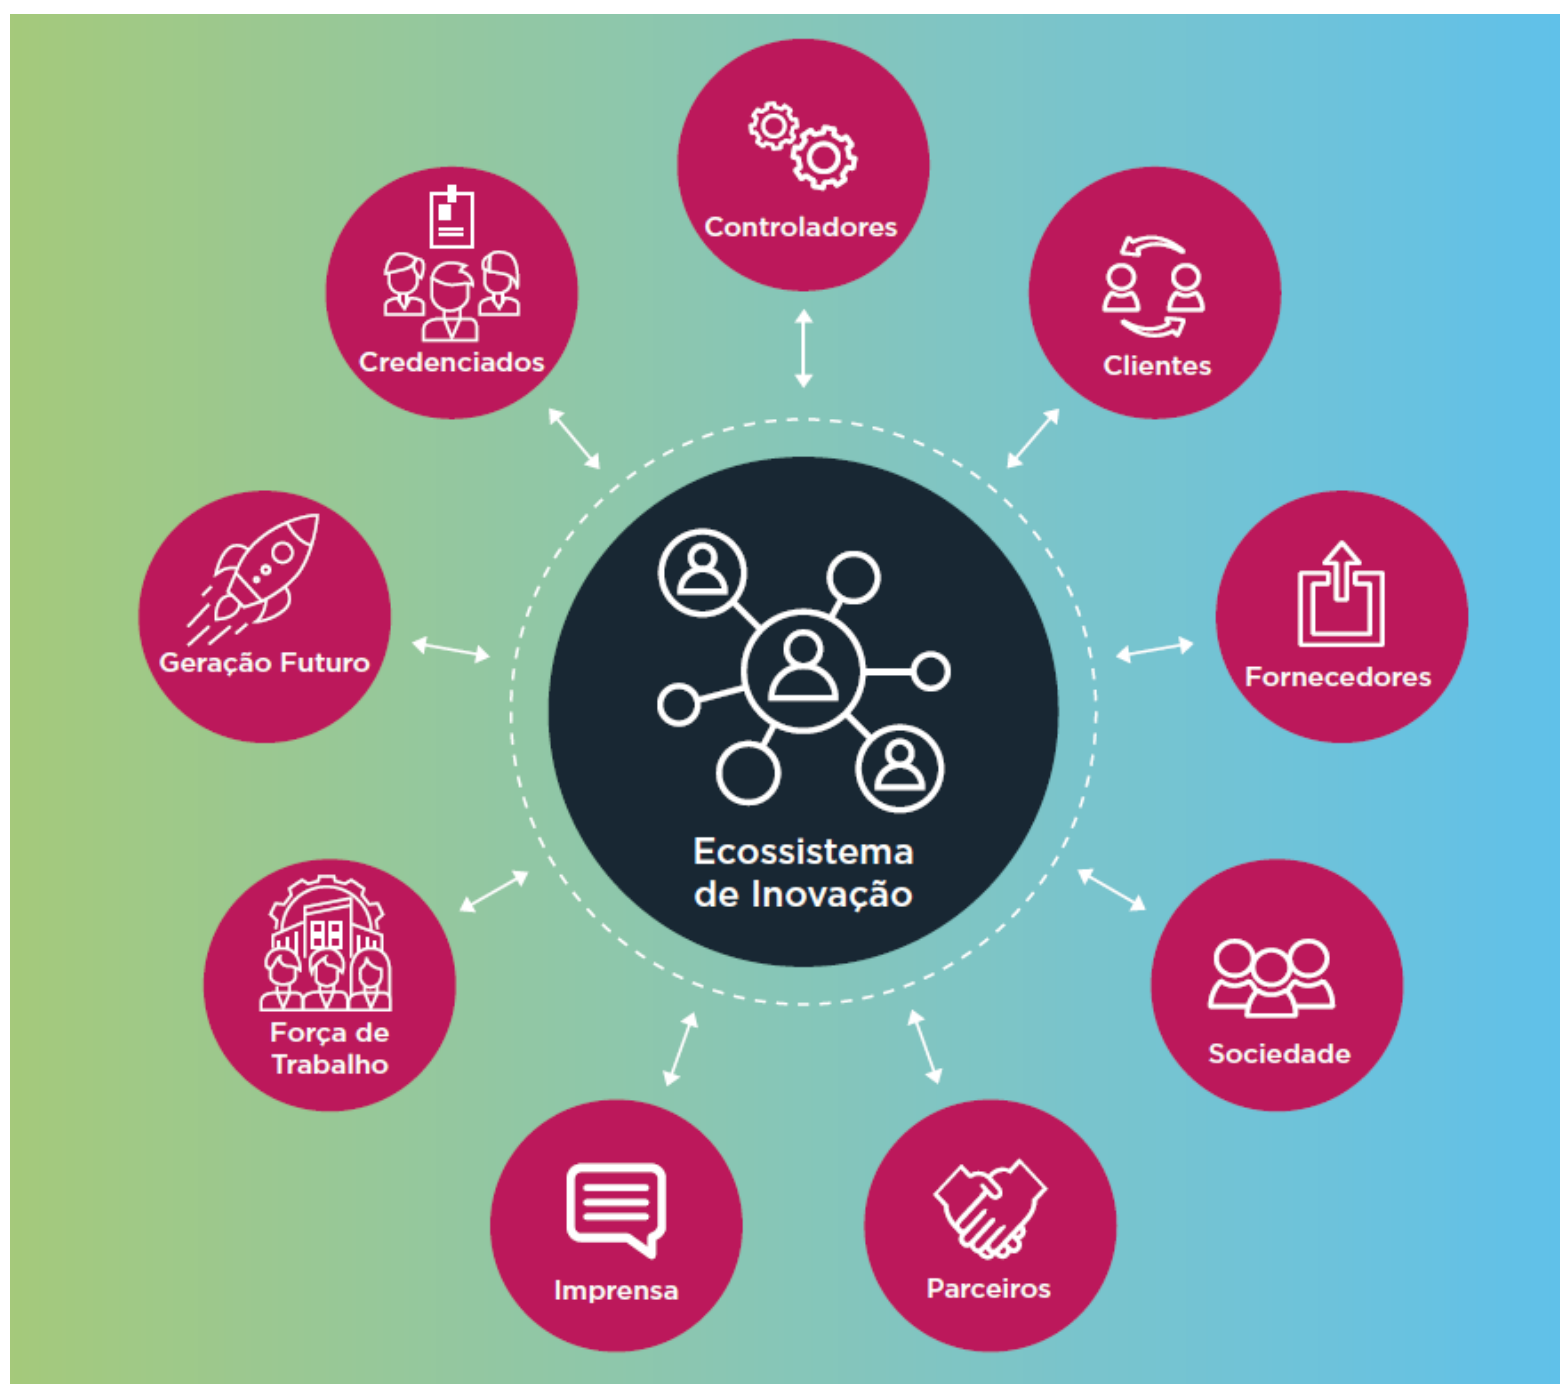 Controladores
Clientes
Fornecedores
Sociedade
Parceiros
Imprensa
Força de
Trabalho
Geração Futuro
Credenciados
Ecossistema
de Inovação